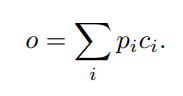 o = ∑_i p_i c_i.